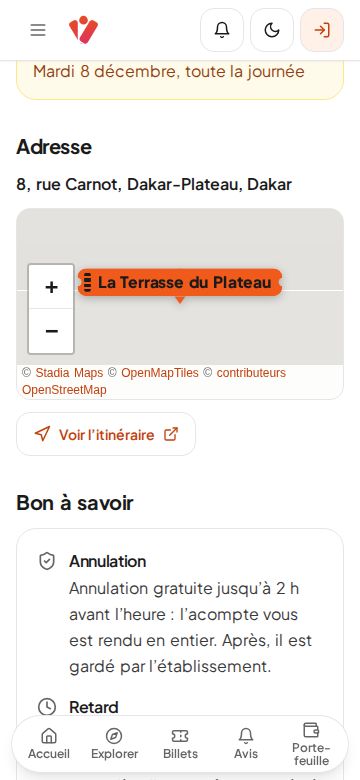 Mardi 8 décembre, toute la journée
Adresse
8, rue Carnot, Dakar-Plateau, Dakar
+
La Terrasse du Plateau
−
© Stadia Maps © OpenMapTiles © contributeurs
OpenStreetMap
Voir l’itinéraire
Bon à savoir
Annulation
Annulation gratuite jusqu’à 2 h
avant l’heure : l’acompte vous
est rendu en entier. Après, il est
gardé par l’établissement.
Retard
Accueil
Explorer
Billets
Avis
Porte-
feuille